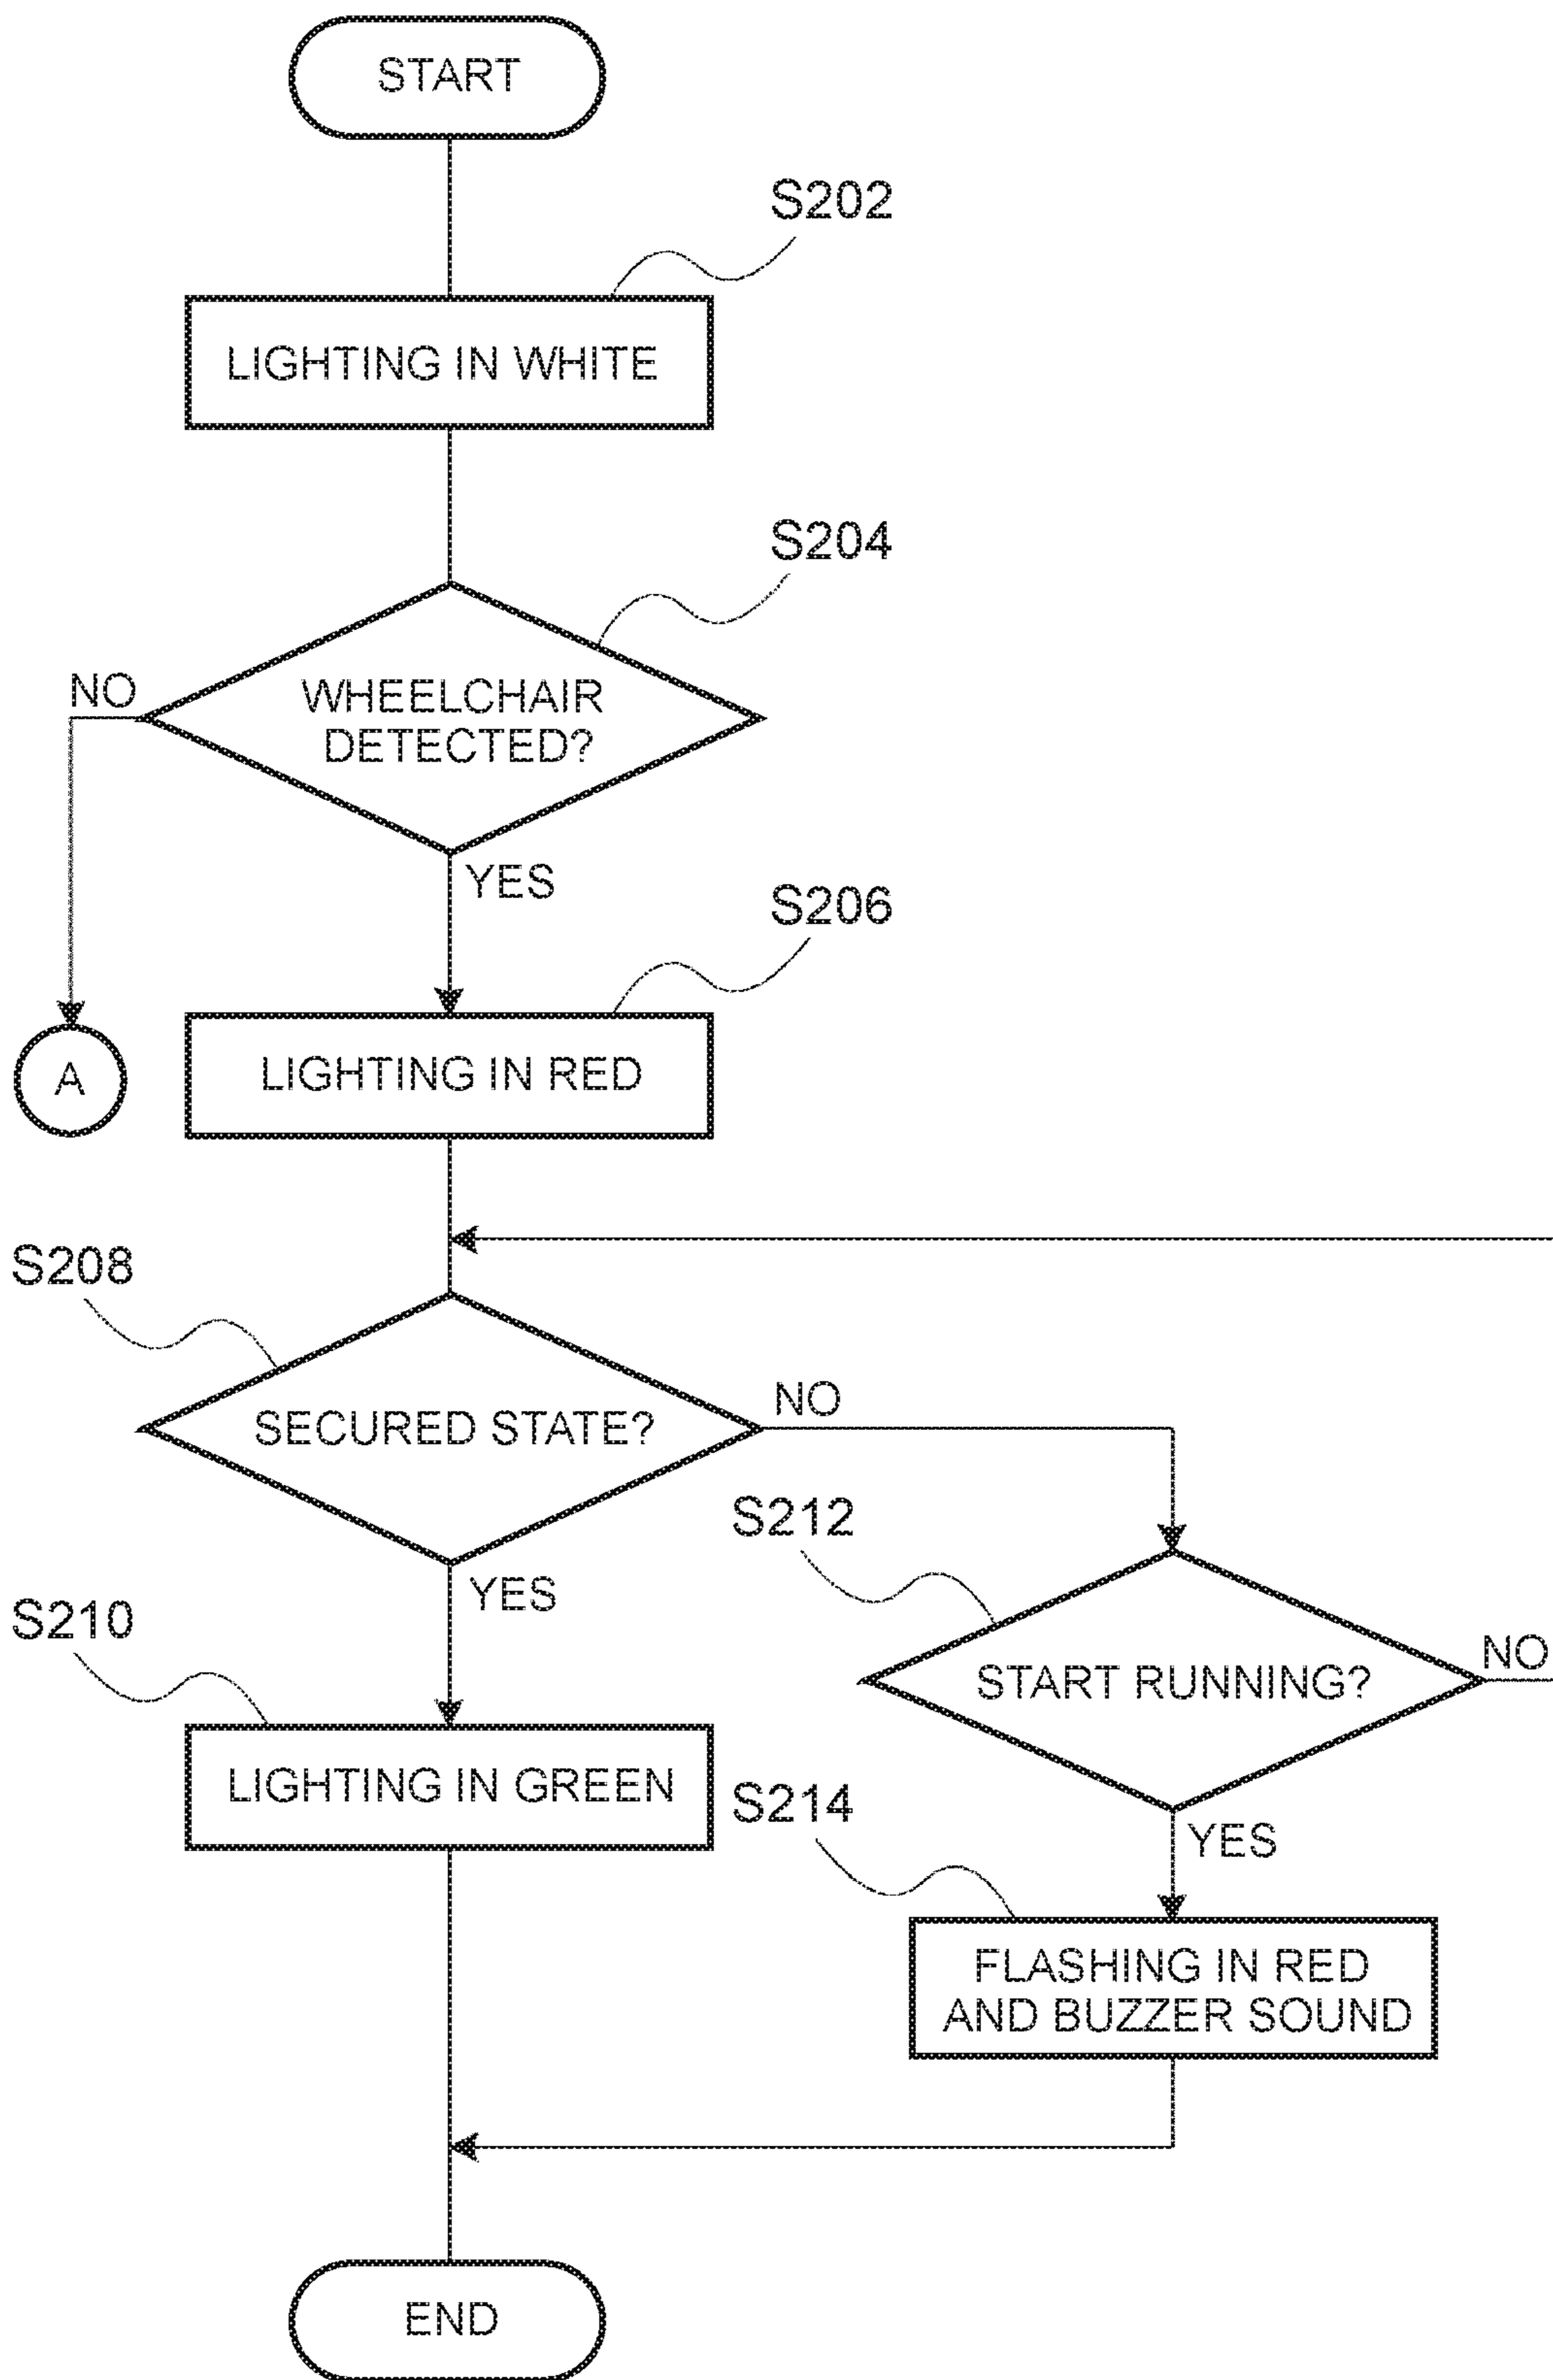 START
S202
LIGHTING IN WHITE
S204
NO
WHEELCHAIR
DETECTED?
YES
S206
A
LIGHTING IN RED
S208
SECURED STATE?
NO
S212
YES
S210
START RUNNING?
NO
LIGHTING IN GREEN
S214
YES
FLASHING IN RED
AND BUZZER SOUND
END